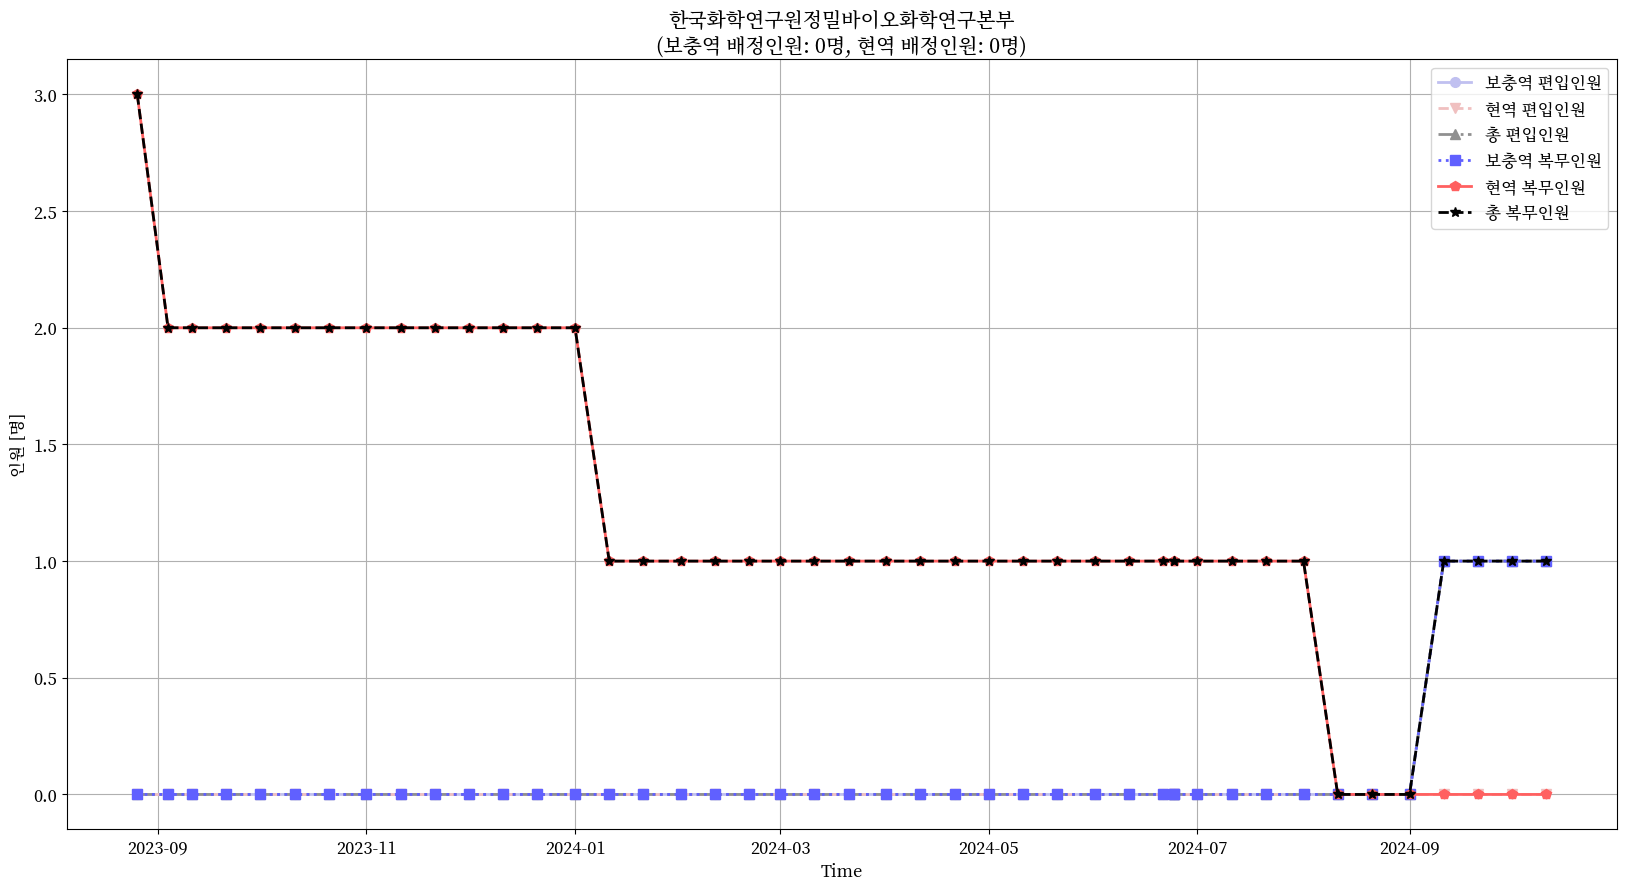 한국화학연구원정밀바이오화학연구본부
(보충역 배정인원: 0명, 현역 배정인원: 0명)
보충역 편입인원
현역 편입인원
총 편입인원
보충역 복무인원
현역 복무인원
총 복무인원
인원 [명]
3.0
2.5
2.0
1.5
1.0
0.5
0.0
2023-09
2023-11
2024-01
2024-03
2024-05
2024-07
2024-09
Time